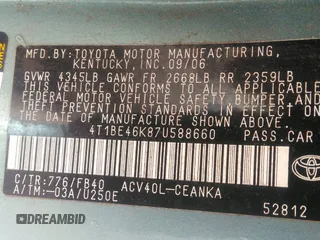 MFD.BY:TOYOTA MOTOR MANUFACTURING,
KENTUCKY, INC.09/06
GVWR 4345LB GAWR FR 2668LB RR 2359LB
THIS VEHICLE CONFORMS TO ALL APPLICABLE
FEDERAL MOTOR VEHICLE SAFETY, BUMPER, AND
THEFT PREVENTION STANDARDS IN EFFECT ON
THE DATE OF MANUFACTURE SHOWN ABOVE.
4T1BE46K87U588660 PASS.CAR
C/TR:776/FB40 ACV40L-CEANKA
A/TM:-03A/U250E
TOYOTA
52812
DREAMBID